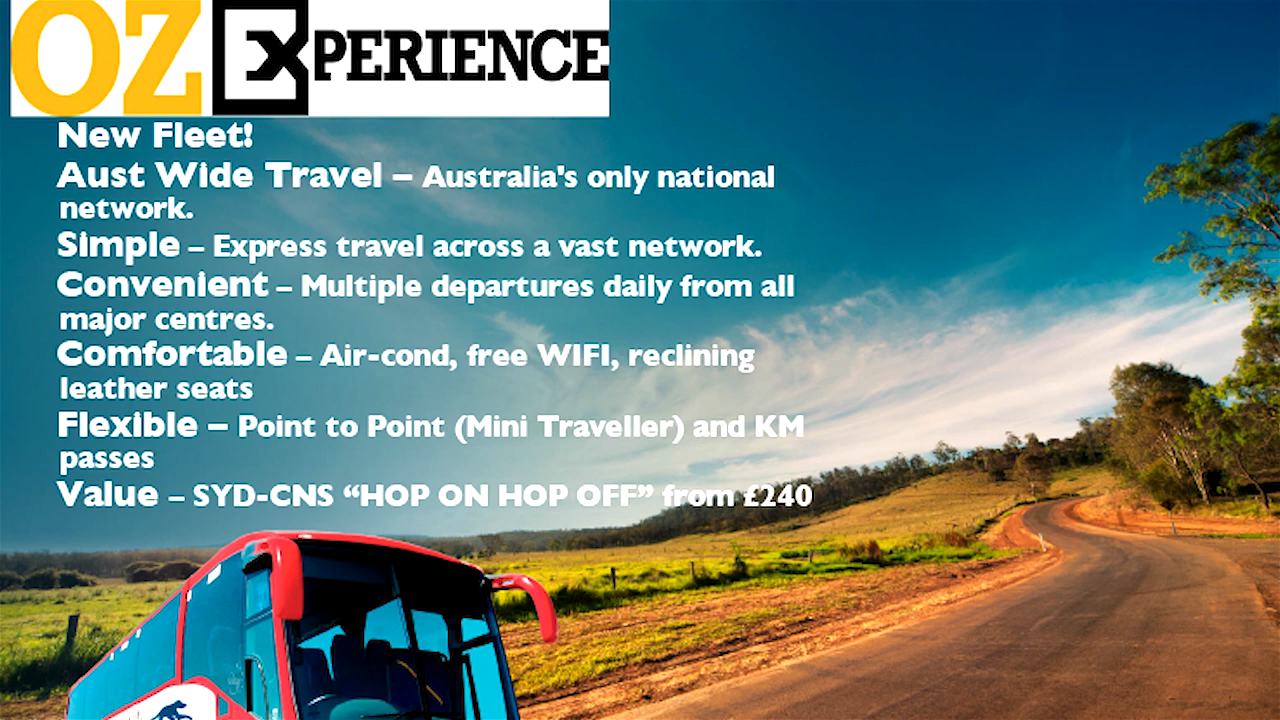 OZ EXPERIENCE
New Fleet!
Aust Wide Travel – Australia's only national
network.
Simple – Express travel across a vast network.
Convenient – Multiple departures daily from all
major centres.
Comfortable – Air-cond, free WIFI, reclining
leather seats
Flexible – Point to Point (Mini Traveller) and KM
passes
Value – SYD-CNS “HOP ON HOP OFF” from £240